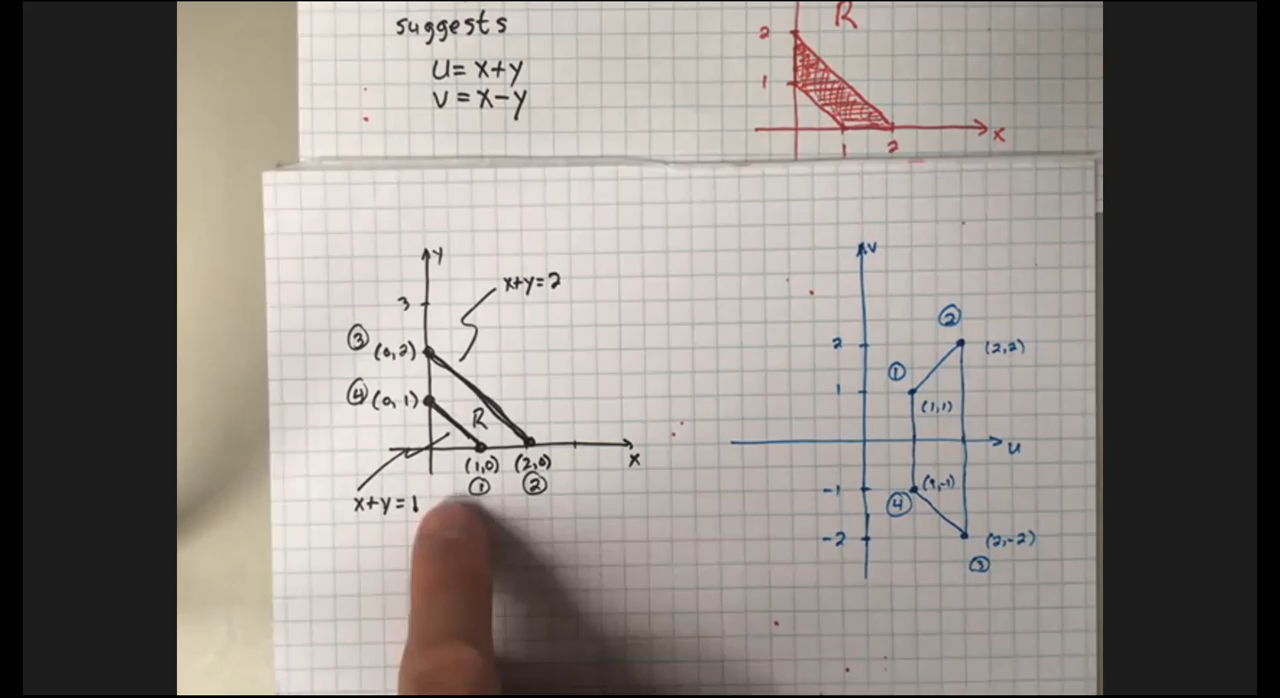 suggests
u = x+y
v = x-y
R
2
1
x
1
2
y
3
x+y=2
③ (0,2)
④ (0,1)
R
x
(1,0) (2,0)
① ②
x+y=1
v
②
2
(2,2)
①
1
(1,1)
u
-1
(1,-1)
④
-2
(2,-2)
③